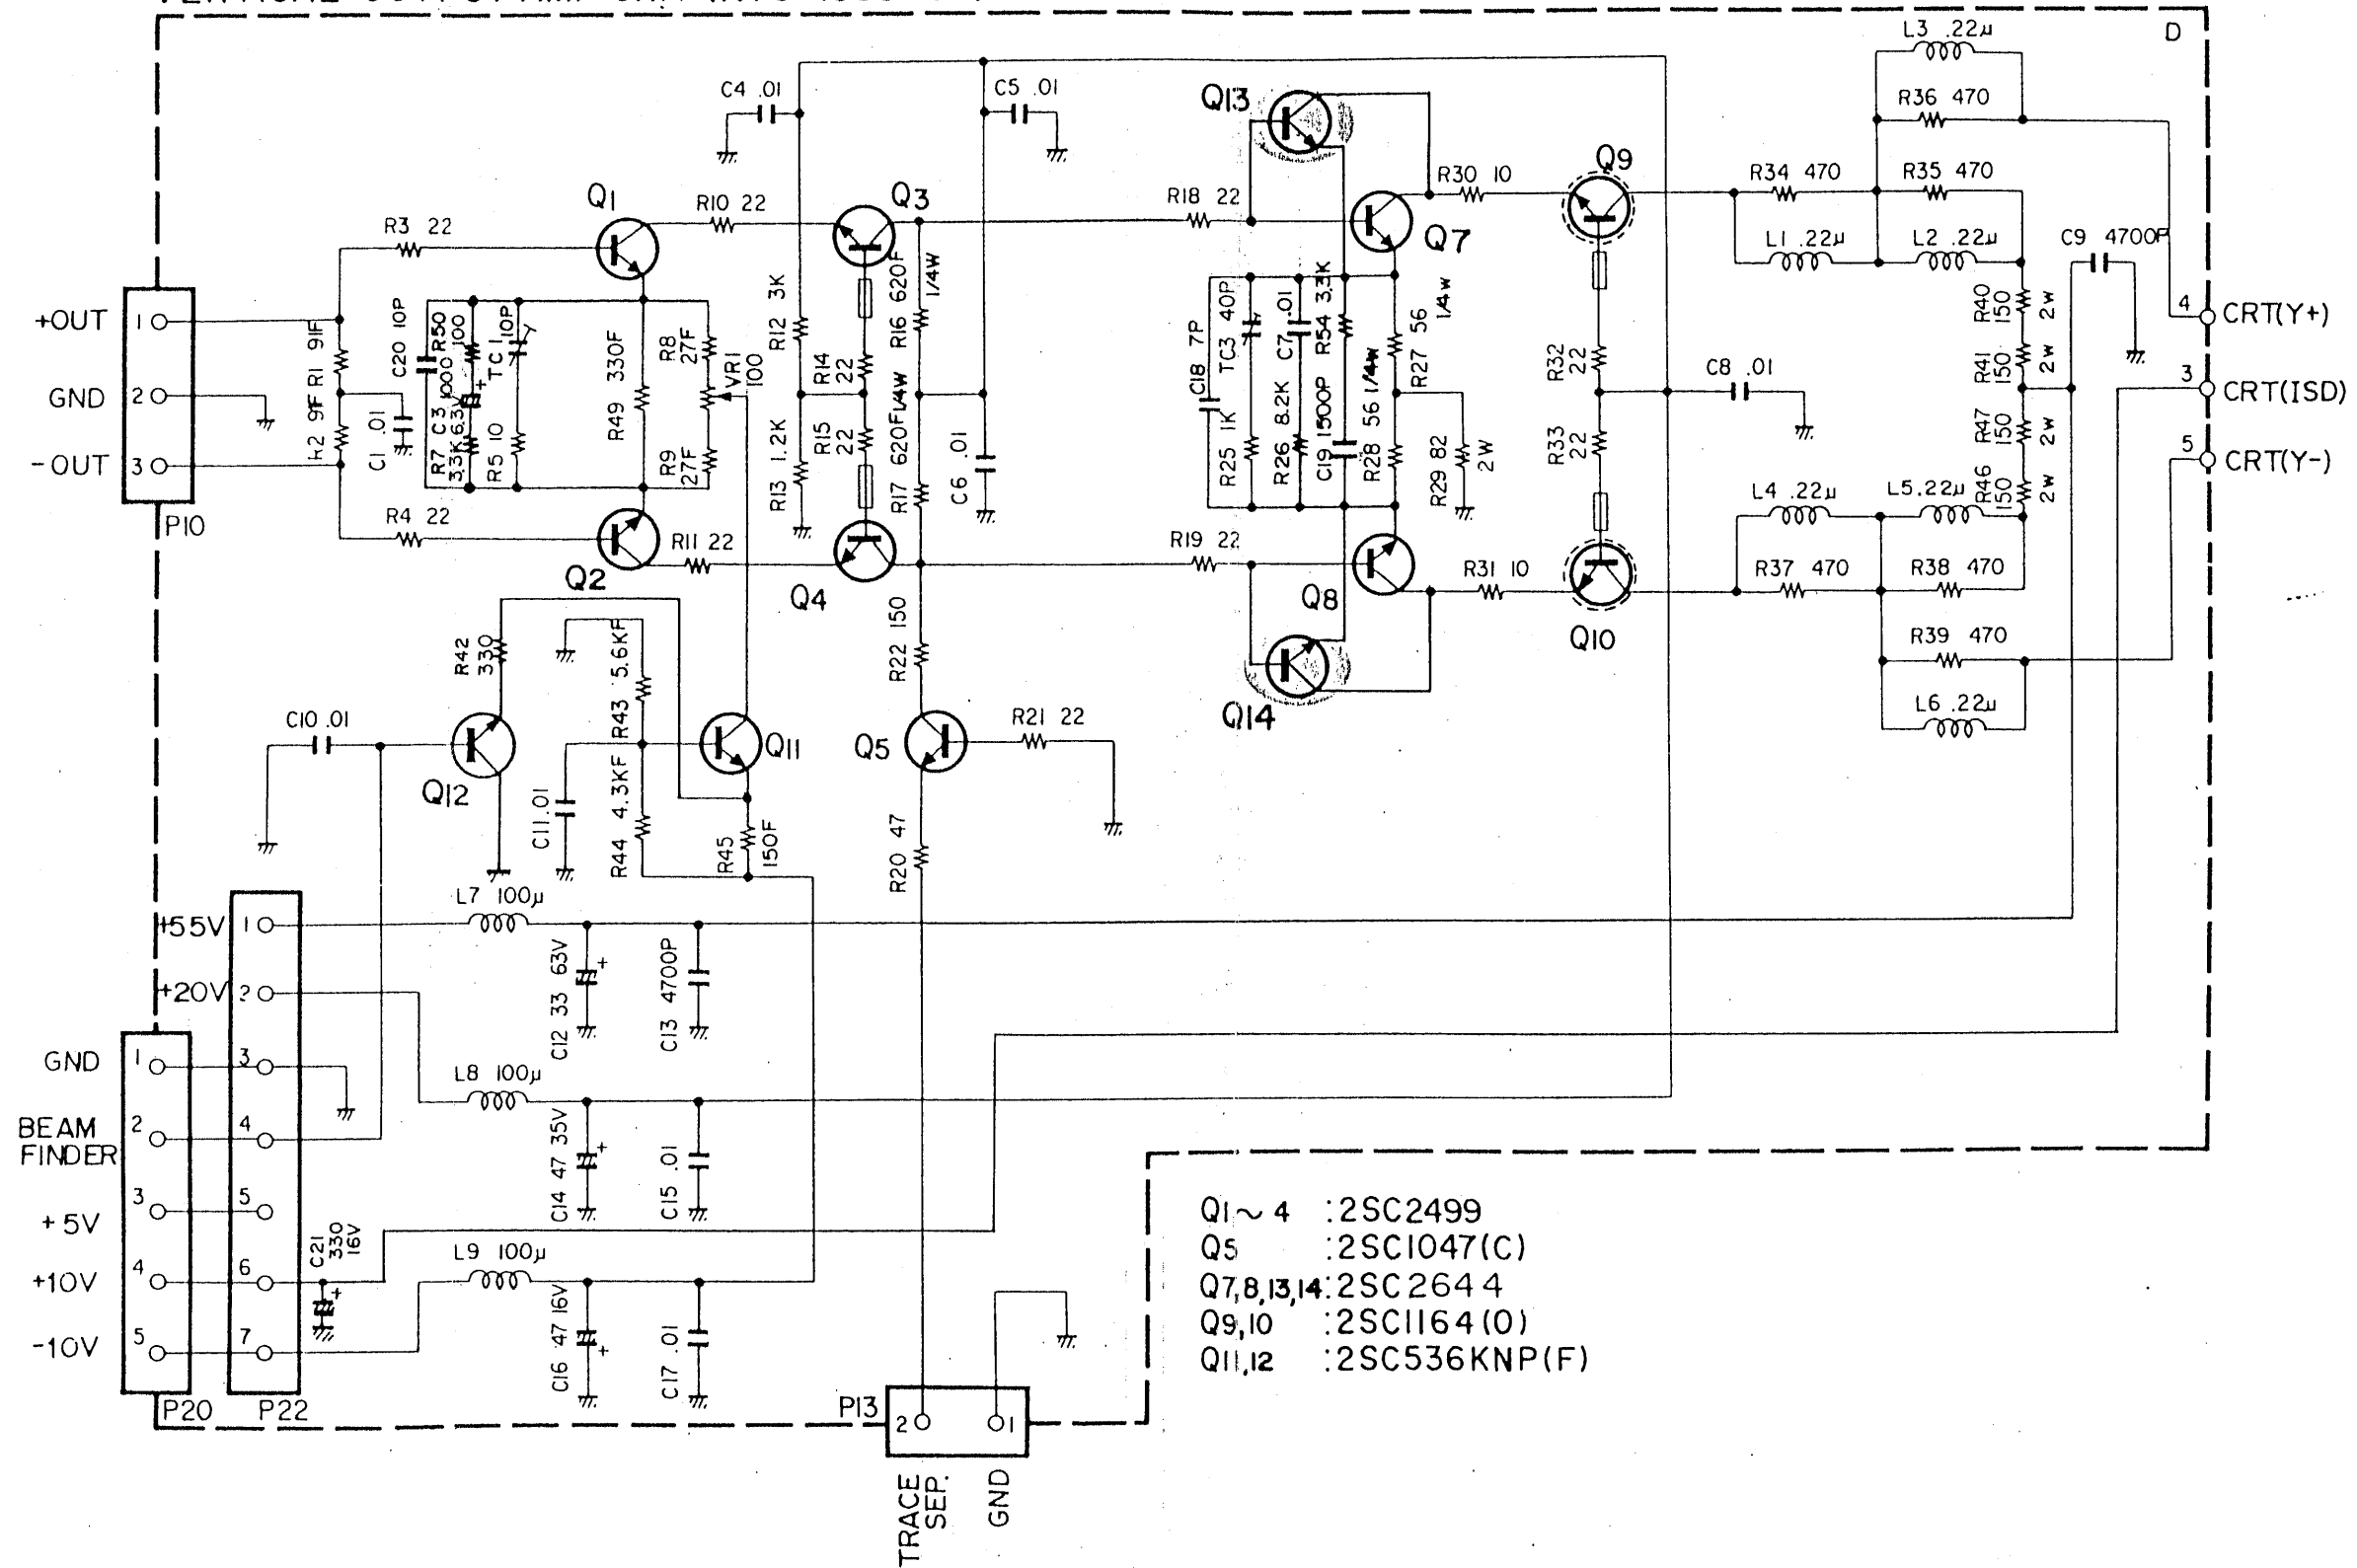 D
L3 .22μ
R36 470
C4 .01
C5 .01
Q13
Q1
R10 22
Q3
R18 22
R30 10
Q9
R34 470
R35 470
R3 22
Q7
L1 .22μ
L2 .22μ
C9 4700P
+OUT
1
GND
2
-OUT
3
P10
R1 91F
C1 .01
C20 10P
R50
100
C3 1000
6.3V
R7
3.3K
TC1
10P
R5 10
R49 330F
R8
27F
VR1
100
R9
27F
R12 3K
R13 1.2K
R14
22
R15
22
R16 620F
1/4W
R17 620F1/4W
C6 .01
C18 7P
TC3 40P
R25 1K
C7 .01
R26 8.2K
R54 3.3K
C19 1500P
R27 56
1/4W
R28 56 1/4W
R29 82
2W
R32
22
R33
22
C8 .01
R40
150
2W
R41
150
2W
R47
150
2W
R46
150
2W
4
CRT(Y+)
3
CRT(ISD)
5
CRT(Y-)
L4 .22μ
L5.22μ
R4 22
Q2
R11 22
Q4
R19 22
Q8
R31 10
Q10
R37 470
R38 470
R39 470
L6 .22μ
R42
330
R43 5.6KF
R22 150
Q14
C10 .01
Q12
C11.01
R44 4.3KF
Q11
R45
150F
Q5
R21 22
R20 47
+55V
1
L7 100μ
C12 33 63V
+
C13 4700P
+20V
2
GND
1
3
L8 100μ
BEAM
FINDER
2
4
C14 47 35V
+
C15 .01
+5V
3
5
C21
330
16V
+
+10V
4
6
L9 100μ
-10V
5
7
C16 47 16V
+
C17 .01
P20
P22
P13
2
1
TRACE
SEP.
GND
Q1~4 :2SC2499
Q5 :2SC1047(C)
Q7,8,13,14:2SC2644
Q9,10 :2SC1164(O)
Q11,12 :2SC536KNP(F)